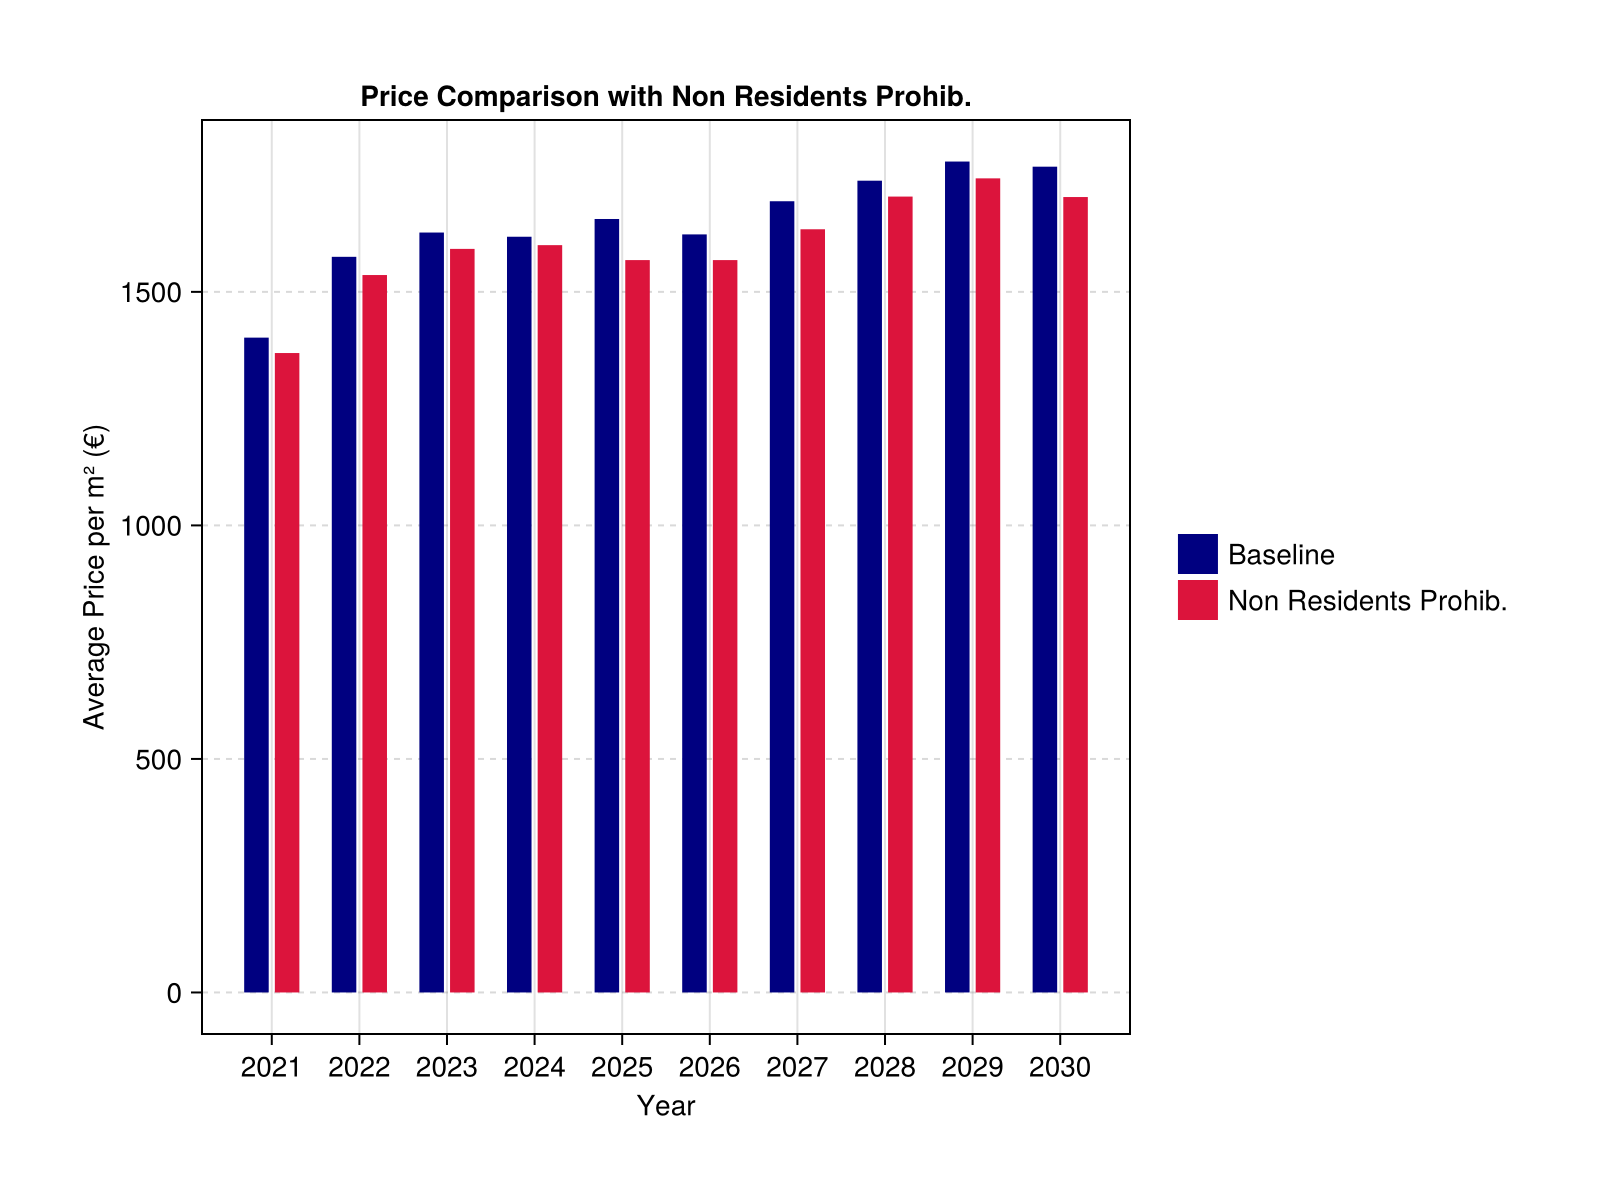 Price Comparison with Non Residents Prohib.
Average Price per m² (€)
1500
1000
500
0
2021 2022 2023 2024 2025 2026 2027 2028 2029 2030
Year
Baseline
Non Residents Prohib.